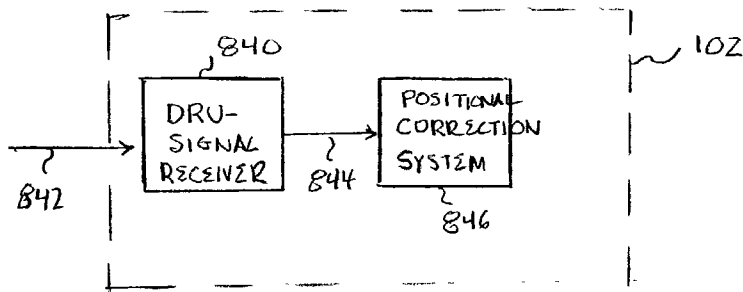 840
102
DRU-
SIGNAL
RECEIVER
POSITIONAL
CORRECTION
SYSTEM
842
844
846